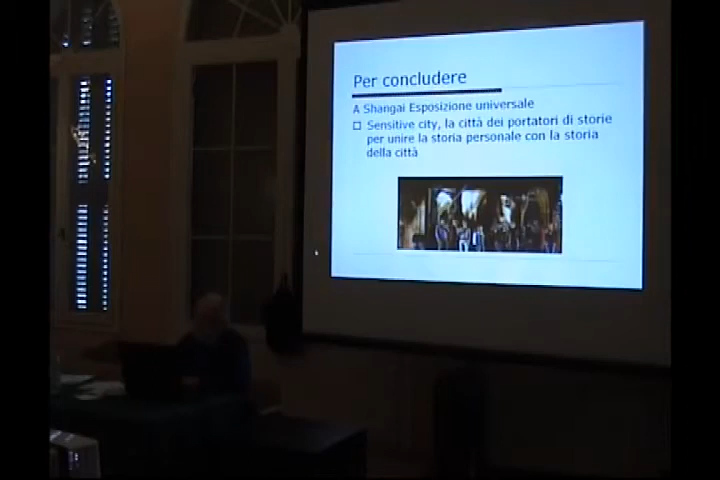 Per concludere
A Shangai Esposizione universale
Sensitive city, la città dei portatori di storie
per unire la storia personale con la storia
della città